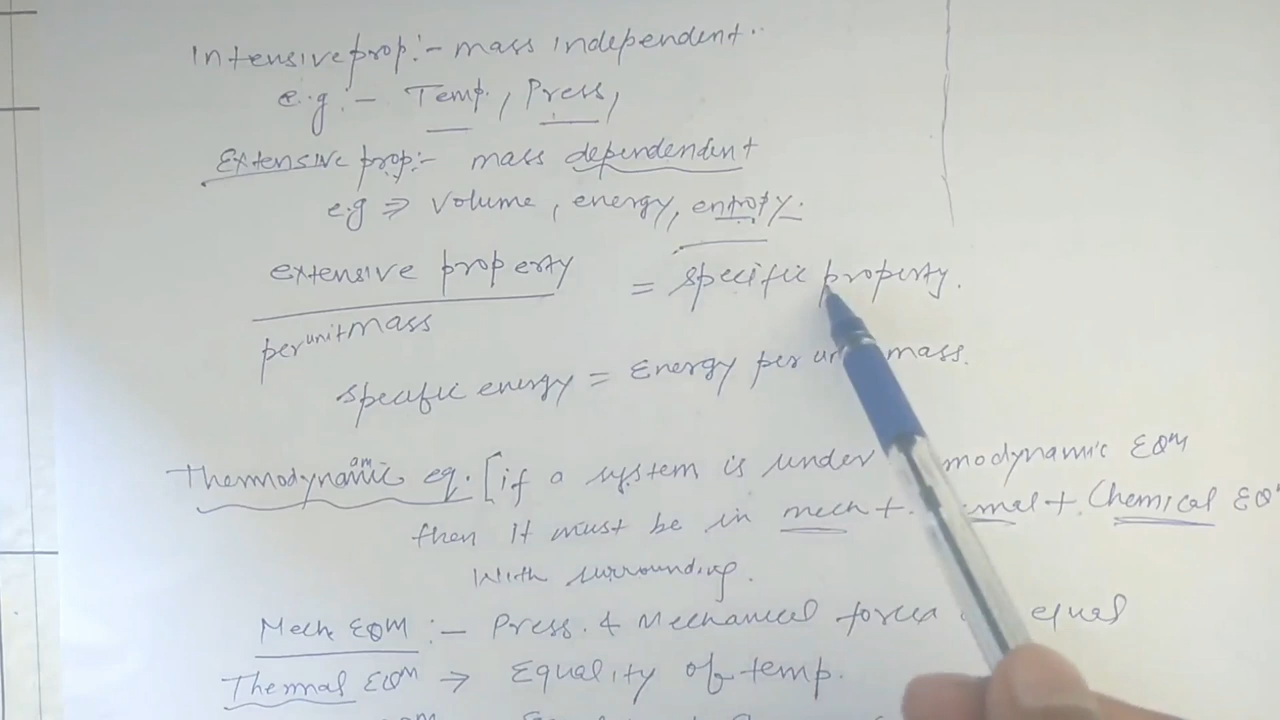 Intensive prop:- mass independent..
e.g:- Temp., Press,
Extensive prop:- mass dependendent
e.g ⇒ volume, energy, entropy.
extensive property = specific property.
per unit mass
specific energy = Energy per mass.
Thermodynamic eq. [if a system is under modynamic EQM
then it must be in mech +. mal +. Chemical EQ
With surrounding.
Mech EQM :- Press. & Mechanical force equal
Thermal EQM → Equality of temp.